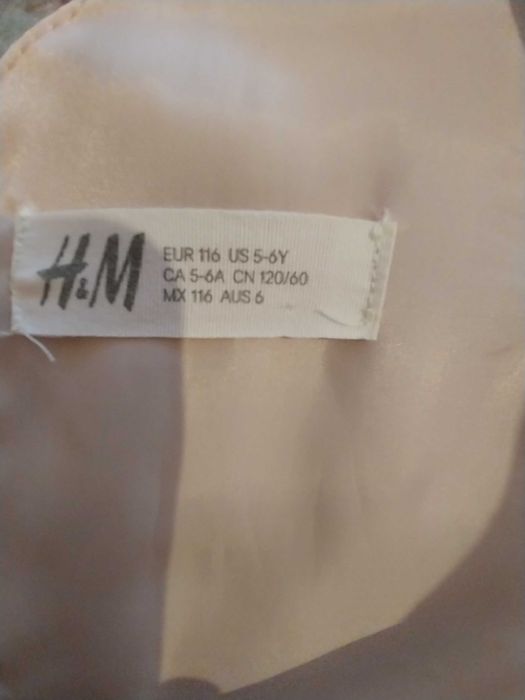 H&M
EUR 116 US 5-6Y
CA 5-6A CN 120/60
MX 116 AUS 6